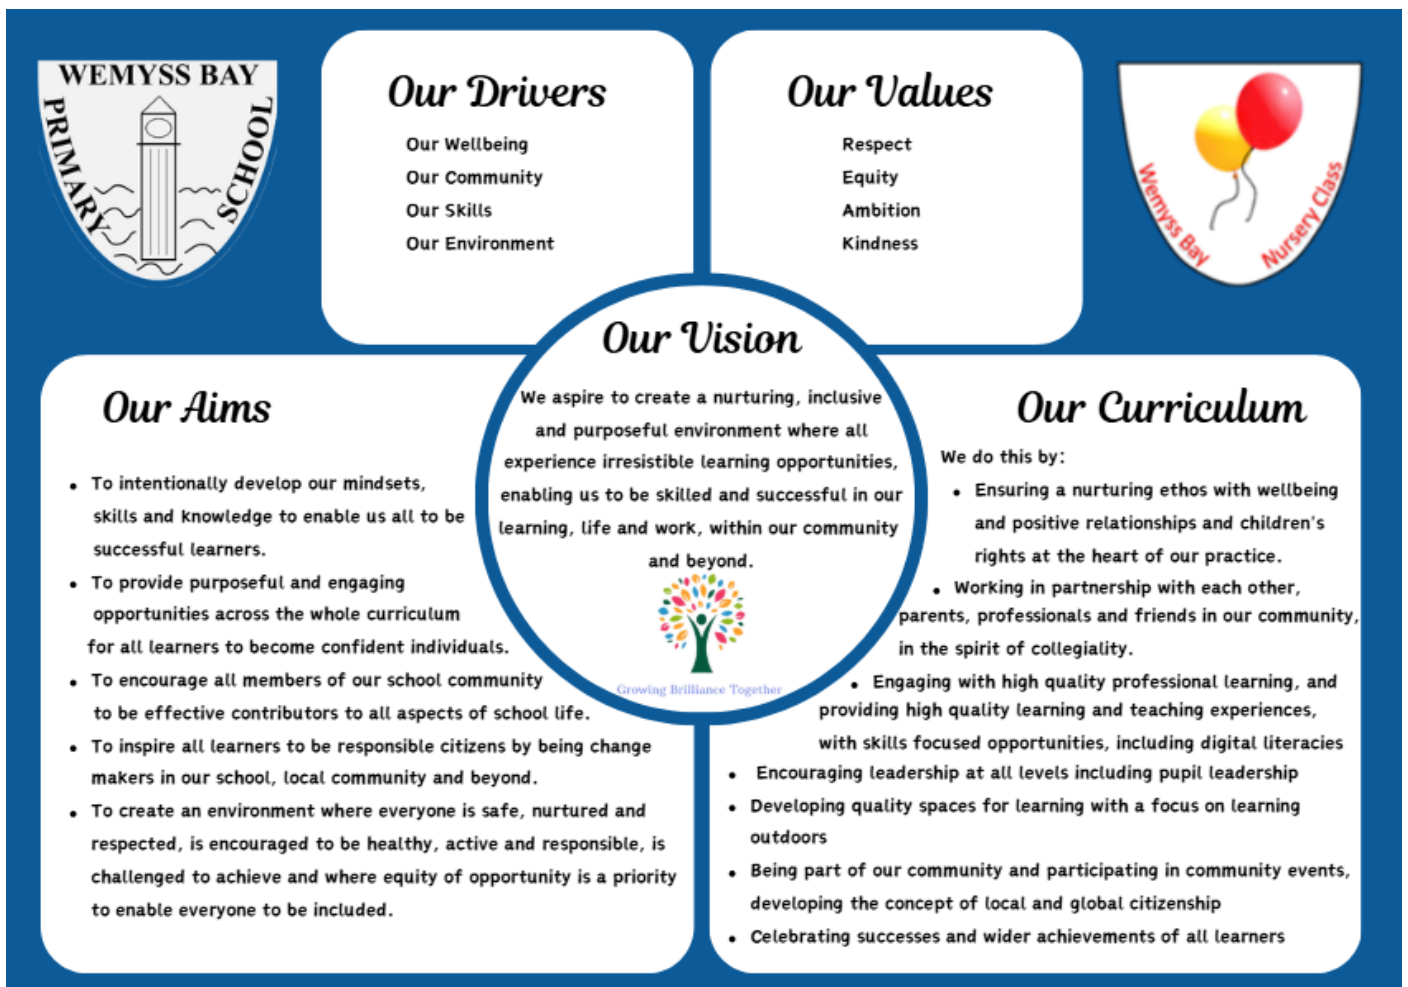 WEMYSS BAY
PRIMARY
SCHOOL
Our Drivers
Our Wellbeing
Our Community
Our Skills
Our Environment
Our Values
Respect
Equity
Ambition
Kindness
Wemyss Bay
Nursery Class
Our Vision
We aspire to create a nurturing, inclusive
and purposeful environment where all
experience irresistible learning opportunities,
enabling us to be skilled and successful in our
learning, life and work, within our community
and beyond.
Growing Brilliance Together
Our Aims
• To intentionally develop our mindsets,
skills and knowledge to enable us all to be
successful learners.
• To provide purposeful and engaging
opportunities across the whole curriculum
for all learners to become confident individuals.
• To encourage all members of our school community
to be effective contributors to all aspects of school life.
• To inspire all learners to be responsible citizens by being change
makers in our school, local community and beyond.
• To create an environment where everyone is safe, nurtured and
respected, is encouraged to be healthy, active and responsible, is
challenged to achieve and where equity of opportunity is a priority
to enable everyone to be included.
Our Curriculum
We do this by:
• Ensuring a nurturing ethos with wellbeing
and positive relationships and children's
rights at the heart of our practice.
• Working in partnership with each other,
parents, professionals and friends in our community,
in the spirit of collegiality.
• Engaging with high quality professional learning, and
providing high quality learning and teaching experiences,
with skills focused opportunities, including digital literacies
• Encouraging leadership at all levels including pupil leadership
• Developing quality spaces for learning with a focus on learning
outdoors
• Being part of our community and participating in community events,
developing the concept of local and global citizenship
• Celebrating successes and wider achievements of all learners